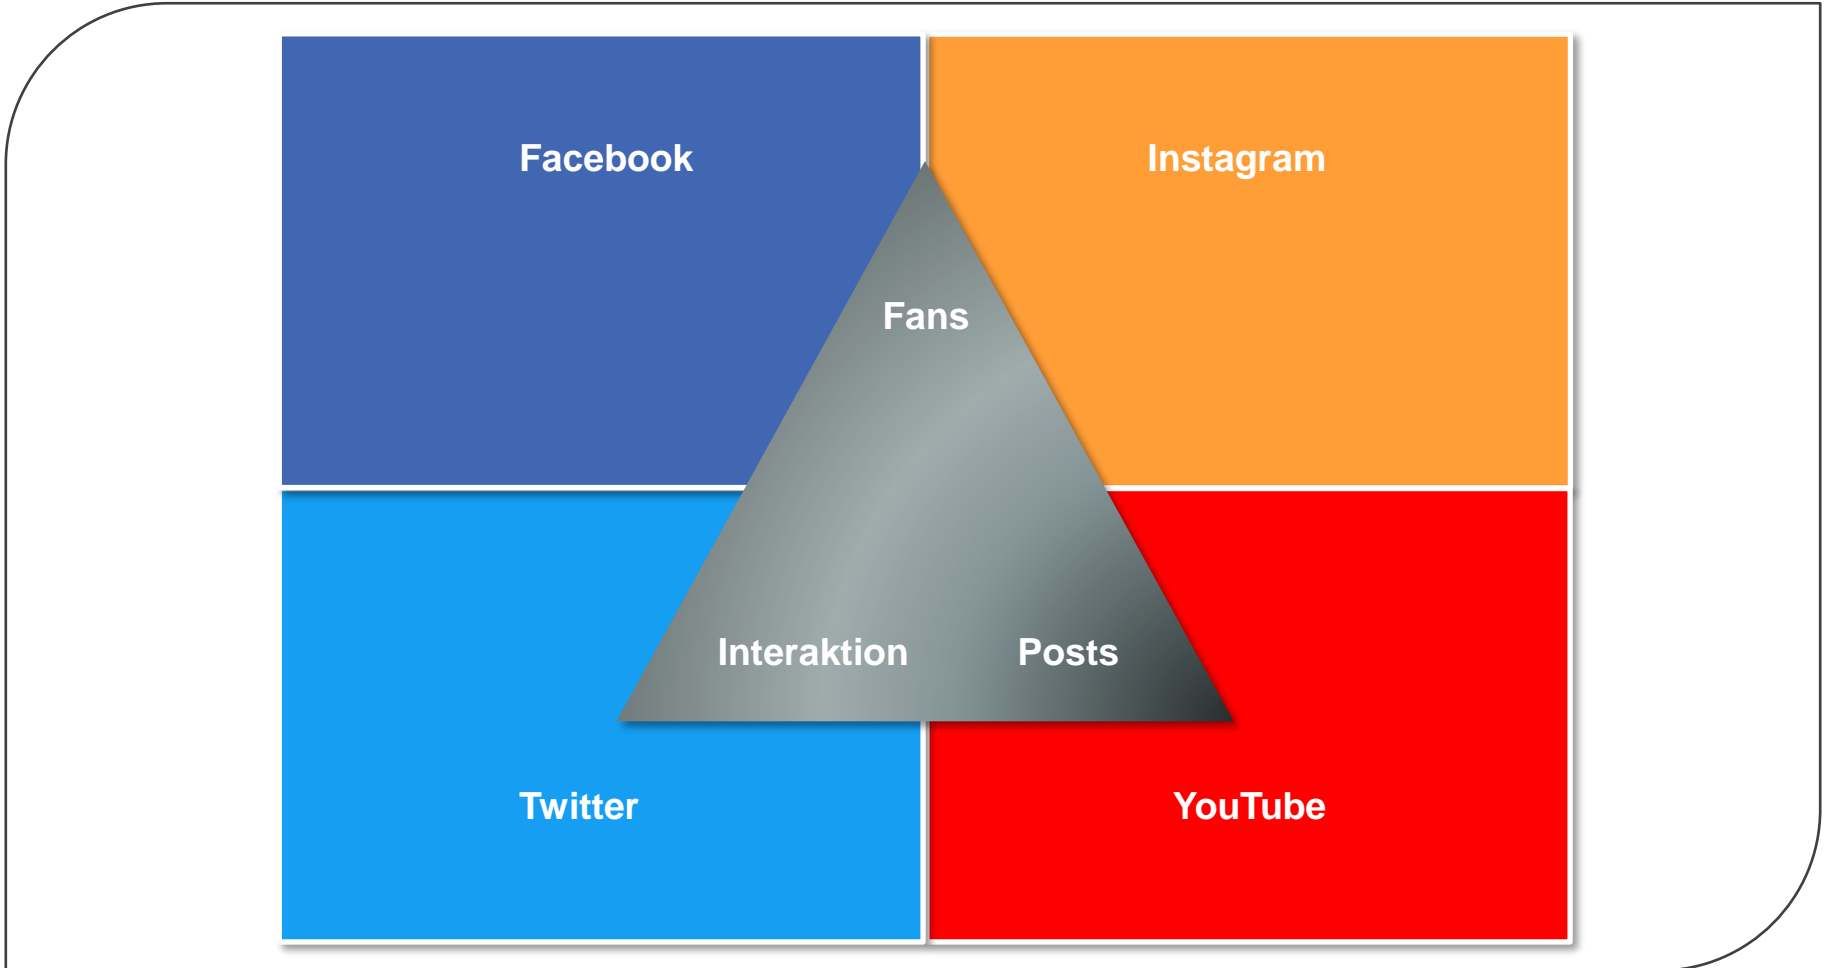 Facebook
Instagram
Fans
Interaktion
Posts
Twitter
YouTube